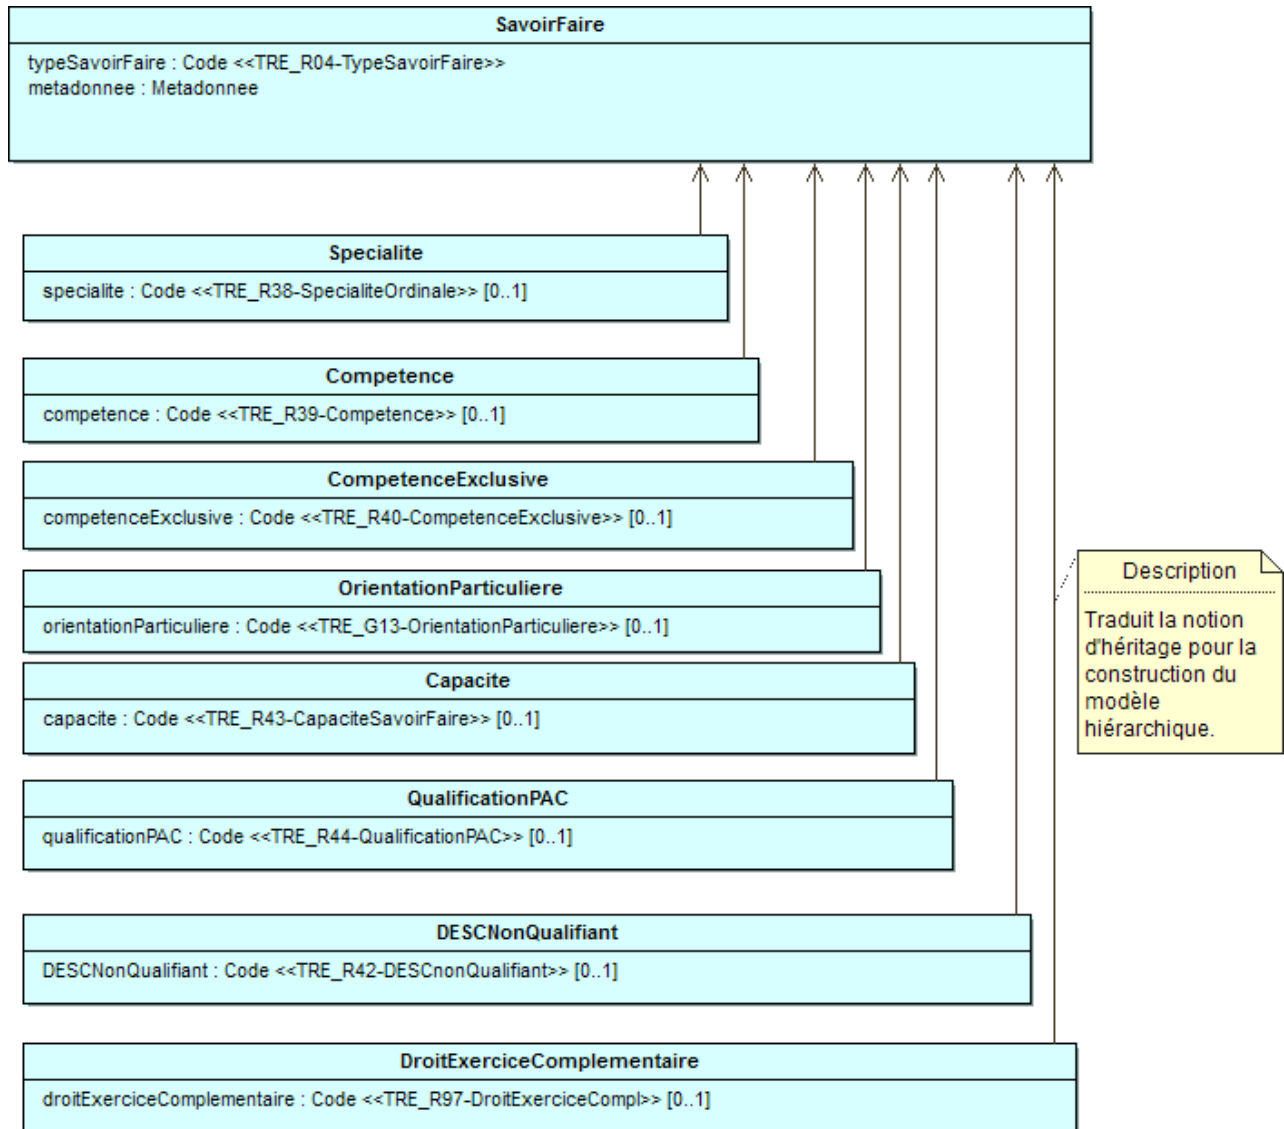 SavoirFaire
typeSavoirFaire : Code <<TRE_R04-TypeSavoirFaire>>
metadonnee : Metadonnee
Specialite
specialite : Code <<TRE_R38-SpecialiteOrdinale>> [0..1]
Competence
competence : Code <<TRE_R39-Competence>> [0..1]
CompetenceExclusive
competenceExclusive : Code <<TRE_R40-CompetenceExclusive>> [0..1]
OrientationParticuliere
orientationParticuliere : Code <<TRE_G13-OrientationParticuliere>> [0..1]
Capacite
capacite : Code <<TRE_R43-CapaciteSavoirFaire>> [0..1]
QualificationPAC
qualificationPAC : Code <<TRE_R44-QualificationPAC>> [0..1]
DESCNonQualifiant
DESCNonQualifiant : Code <<TRE_R42-DESCnonQualifiant>> [0..1]
DroitExerciceComplementaire
droitExerciceComplementaire : Code <<TRE_R97-DroitExerciceCompl>> [0..1]
Description
Traduit la notion
d'héritage pour la
construction du
modèle
hiérarchique.